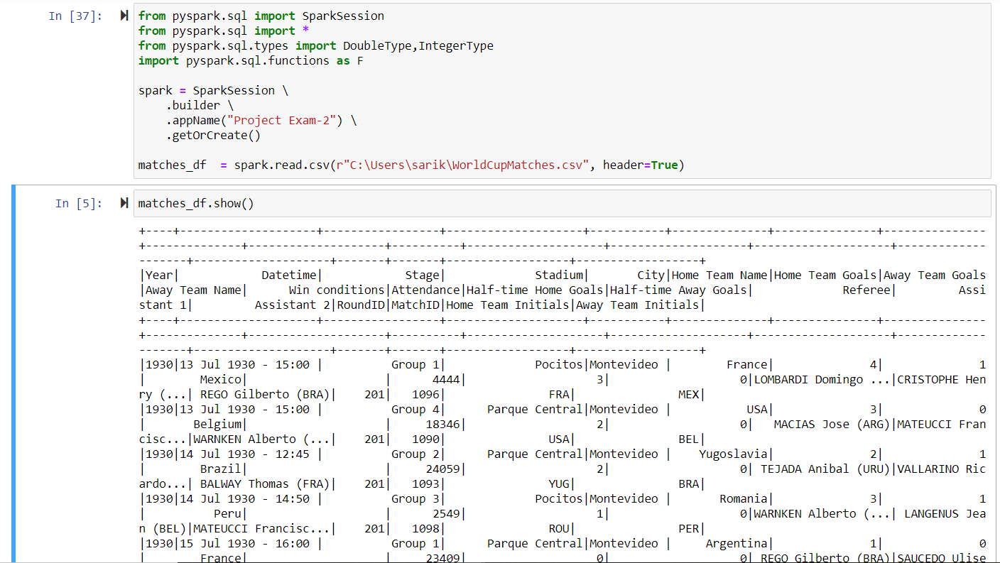 In [37]:
from pyspark.sql import SparkSession
from pyspark.sql import *
from pyspark.sql.types import DoubleType,IntegerType
import pyspark.sql.functions as F
spark = SparkSession \
    .builder \
    .appName("Project Exam-2") \
    .getOrCreate()
matches_df  = spark.read.csv(r"C:\Users\sarik\WorldCupMatches.csv", header=True)
In [5]:
matches_df.show()
+----+--------------------+-----------------+--------------------+-----------+--------------+---------------+---------------
+--------------+--------------------+----------+--------------------+--------------------+--------------------+-------------
-------+--------------------+-------+-------+------------------+------------------+
|Year|            Datetime|            Stage|             Stadium|       City|Home Team Name|Home Team Goals|Away Team Goals
|Away Team Name|      Win conditions|Attendance|Half-time Home Goals|Half-time Away Goals|             Referee|         Assi
stant 1|         Assistant 2|RoundID|MatchID|Home Team Initials|Away Team Initials|
+----+--------------------+-----------------+--------------------+-----------+--------------+---------------+---------------
+--------------+--------------------+----------+--------------------+--------------------+--------------------+-------------
-------+--------------------+-------+-------+------------------+------------------+
|1930|13 Jul 1930 - 15:00 |          Group 1|             Pocitos|Montevideo |        France|              4|              1
|        Mexico|                    |      4444|                   3|                   0|LOMBARDI Domingo ...|CRISTOPHE Hen
ry (...| REGO Gilberto (BRA)|    201|   1096|               FRA|               MEX|
|1930|13 Jul 1930 - 15:00 |          Group 4|      Parque Central|Montevideo |           USA|              3|              0
|       Belgium|                    |     18346|                   2|                   0|   MACIAS Jose (ARG)|MATEUCCI Fran
cisc...|WARNKEN Alberto (...|    201|   1090|               USA|               BEL|
|1930|14 Jul 1930 - 12:45 |          Group 2|      Parque Central|Montevideo |    Yugoslavia|              2|              1
|        Brazil|                    |     24059|                   2|                   0| TEJADA Anibal (URU)|VALLARINO Ric
ardo...| BALWAY Thomas (FRA)|    201|   1093|               YUG|               BRA|
|1930|14 Jul 1930 - 14:50 |          Group 3|             Pocitos|Montevideo |       Romania|              3|              1
|          Peru|                    |      2549|                   1|                   0|WARNKEN Alberto (...| LANGENUS Jea
n (BEL)|MATEUCCI Francisc...|    201|   1098|               ROU|               PER|
|1930|15 Jul 1930 - 16:00 |          Group 1|      Parque Central|Montevideo |     Argentina|              1|              0
|        France|                    |     23409|                   0|                   0| REGO Gilberto (BRA)|SAUCEDO Ulise